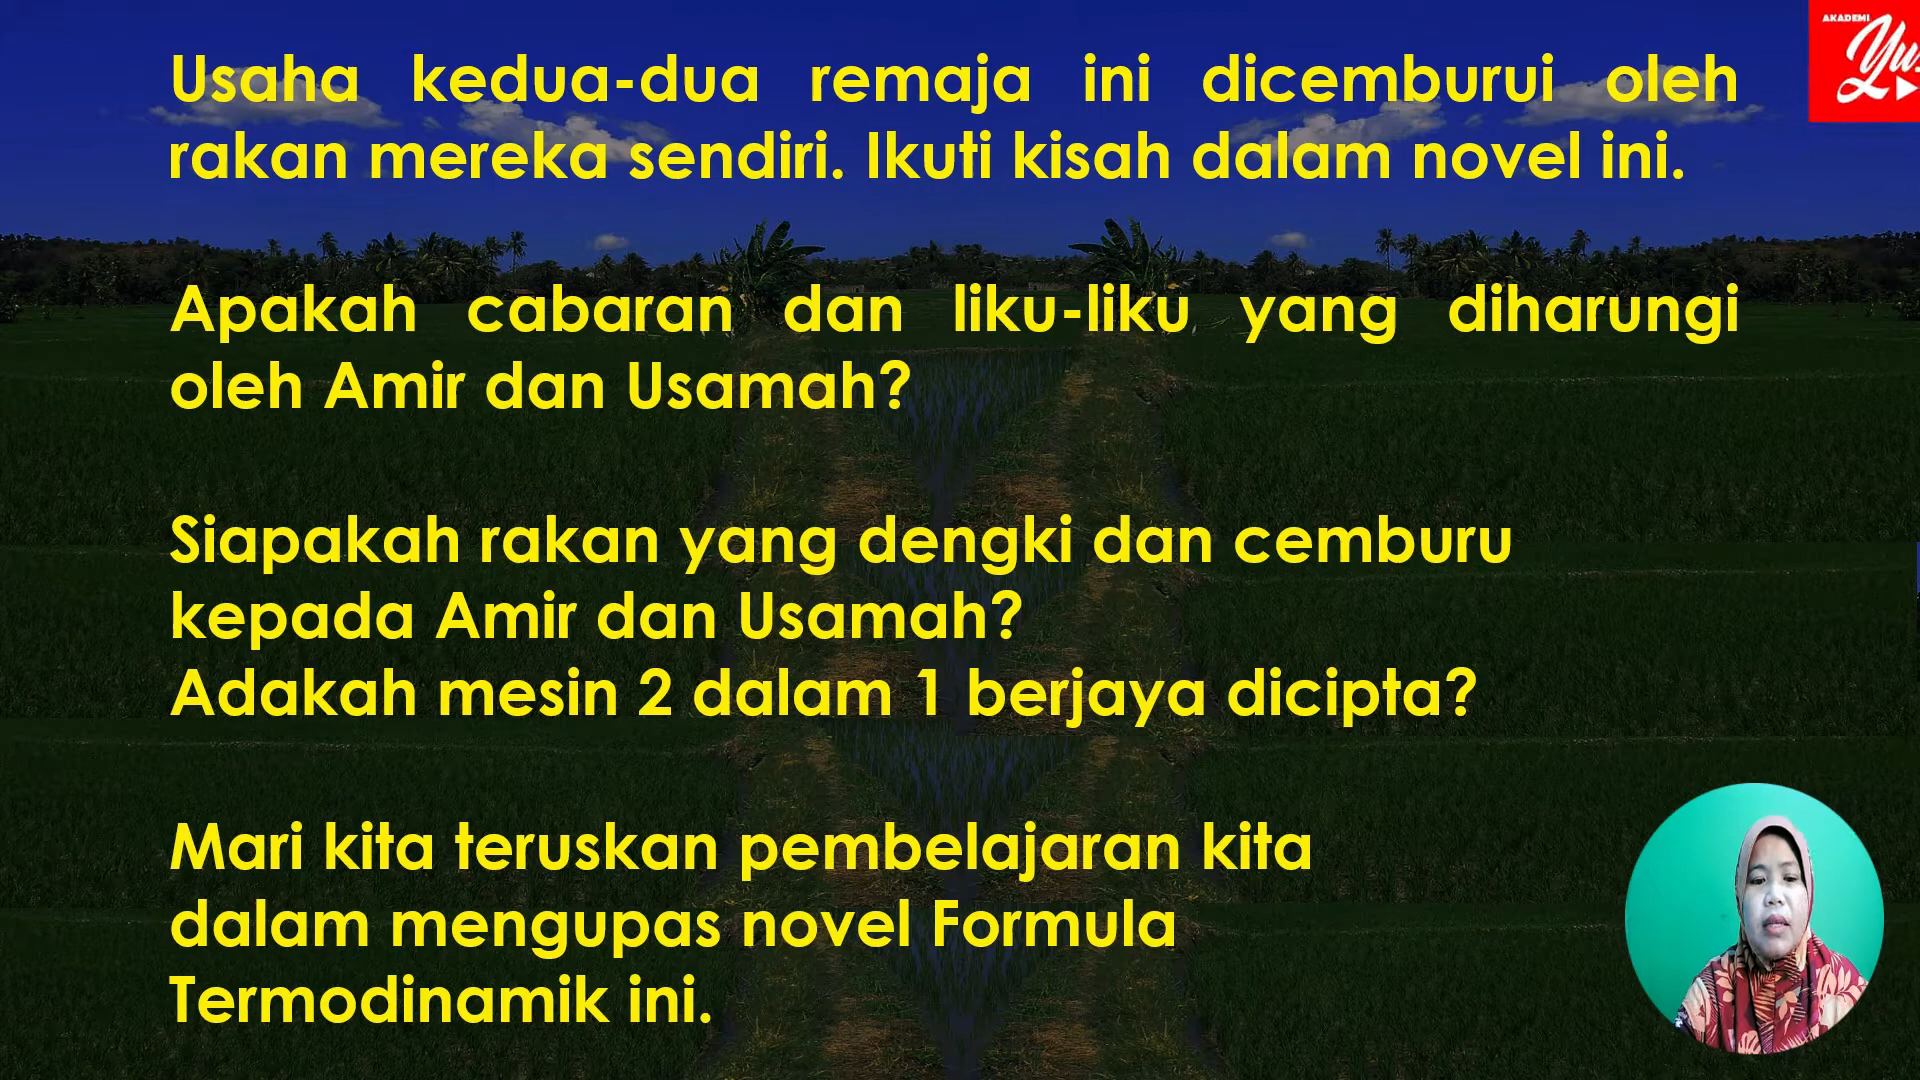 AKADEMI
Usaha kedua-dua remaja ini dicemburui oleh
rakan mereka sendiri. Ikuti kisah dalam novel ini.
Apakah cabaran dan liku-liku yang diharungi
oleh Amir dan Usamah?
Siapakah rakan yang dengki dan cemburu
kepada Amir dan Usamah?
Adakah mesin 2 dalam 1 berjaya dicipta?
Mari kita teruskan pembelajaran kita
dalam mengupas novel Formula
Termodinamik ini.